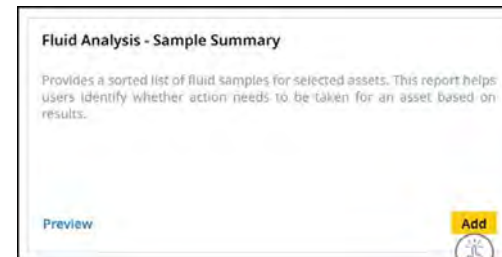 Fluid Analysis - Sample Summary
Provides a sorted list of fluid samples for selected assets. This report helps
users identify whether action needs to be taken for an asset based on
results.
Preview
Add